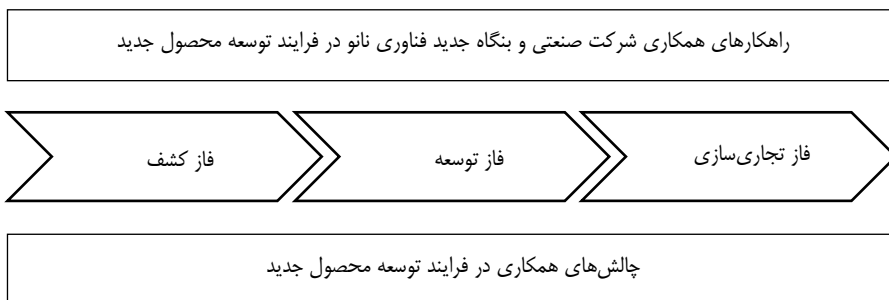 راهکارهای همکاری شرکت صنعتی و بنگاه جدید فناوری نانو در فرایند توسعه محصول جدید
فاز کشف
فاز توسعه
فاز تجاری‌سازی
چالش‌های همکاری در فرایند توسعه محصول جدید